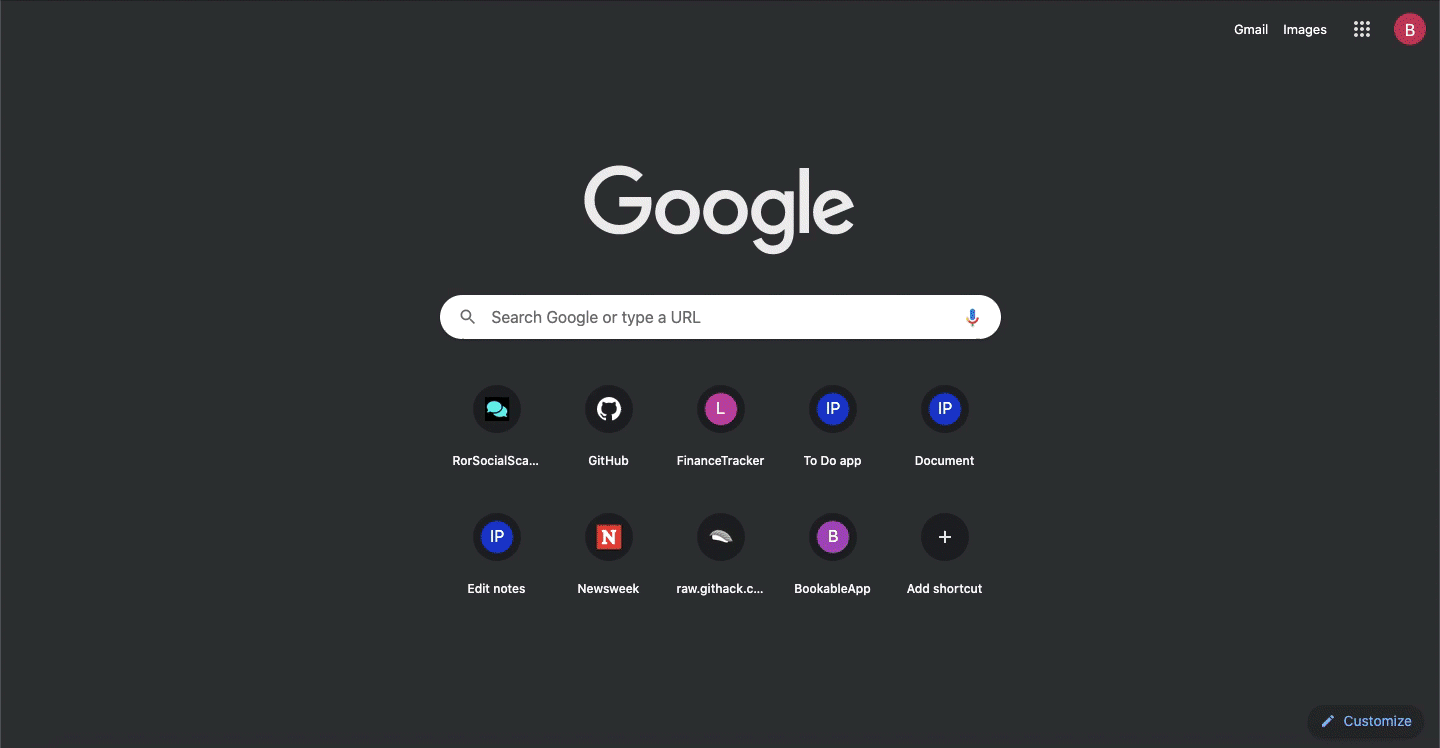 Gmail Images B
Google
Search Google or type a URL
L IP IP
RorSocialSca... GitHub FinanceTracker To Do app Document
IP N B
Edit notes Newsweek raw.githack.c... BookableApp Add shortcut
Customize